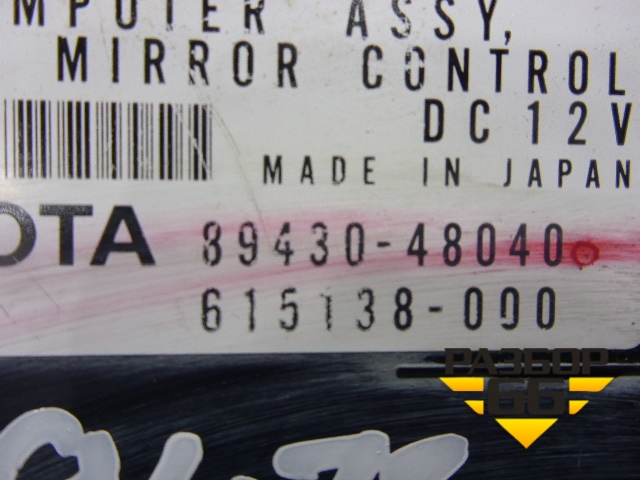 MPUTER ASSY,
MIRROR CONTROL
DC 12V
MADE IN JAPAN
OTA 89430-48040
615138-000
РАЗБОР
66